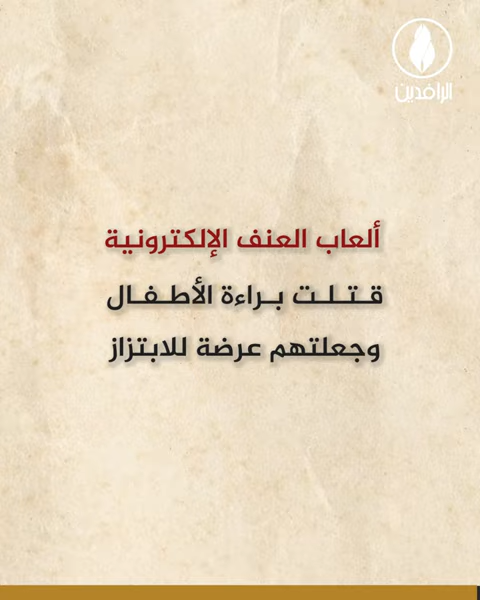 الرافدين
ألعاب العنف الإلكترونية
قـتـلـت بـراءة الأطـفـال
وجعلتهم عرضة للابتزاز